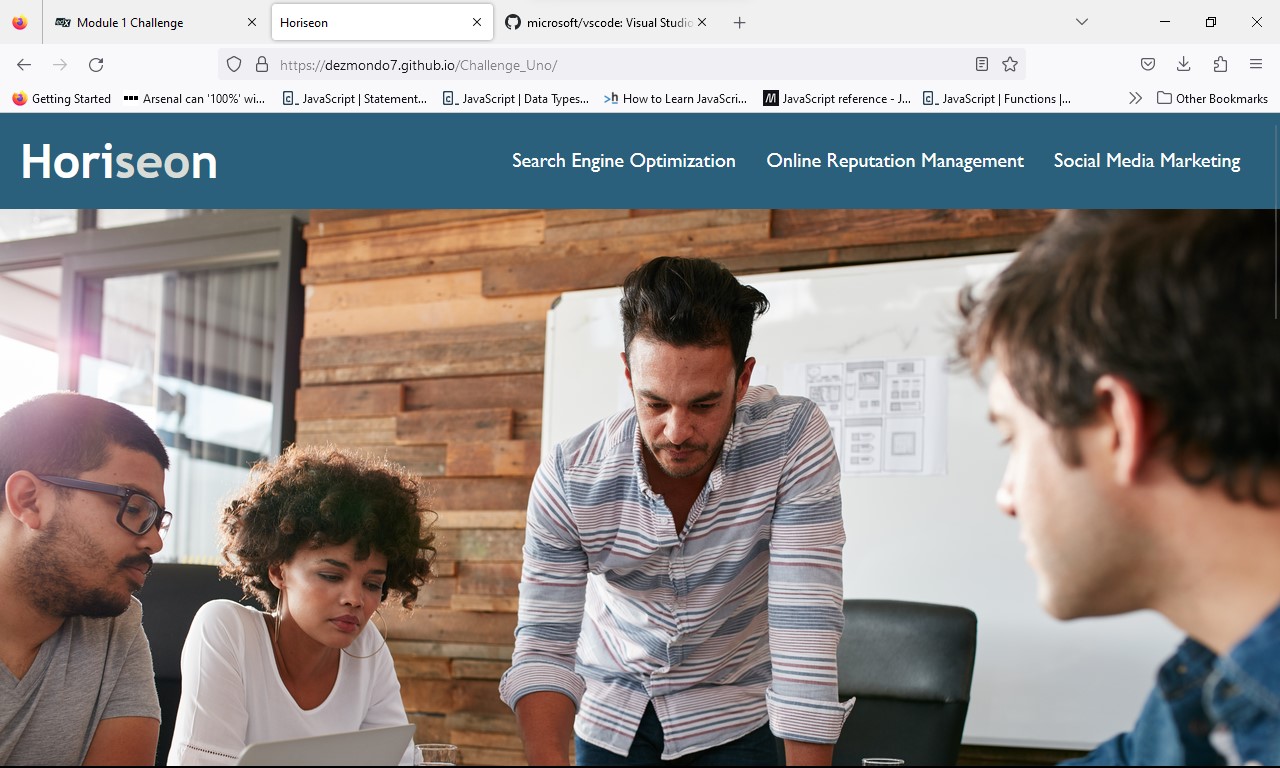 Module 1 Challenge
Horiseon
microsoft/vscode: Visual Studio
https://dezmondo7.github.io/Challenge_Uno/
Getting Started
Arsenal can '100%' wi...
JavaScript | Statement...
JavaScript | Data Types...
How to Learn JavaScri...
JavaScript reference - J...
JavaScript | Functions |...
Other Bookmarks
Horiseon
Search Engine Optimization
Online Reputation Management
Social Media Marketing